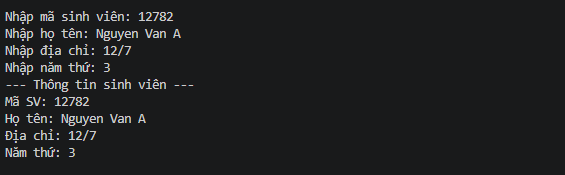 Nhập mã sinh viên: 12782
Nhập họ tên: Nguyen Van A
Nhập địa chỉ: 12/7
Nhập năm thứ: 3
--- Thông tin sinh viên ---
Mã SV: 12782
Họ tên: Nguyen Van A
Địa chỉ: 12/7
Năm thứ: 3